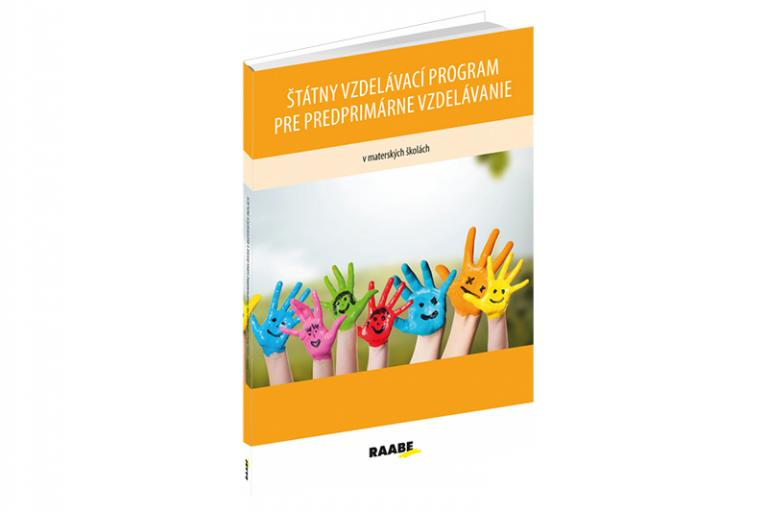 ŠTÁTNY VZDELÁVACÍ PROGRAM
PRE PREDPRIMÁRNE VZDELÁVANIE
v materských školách
RAABE